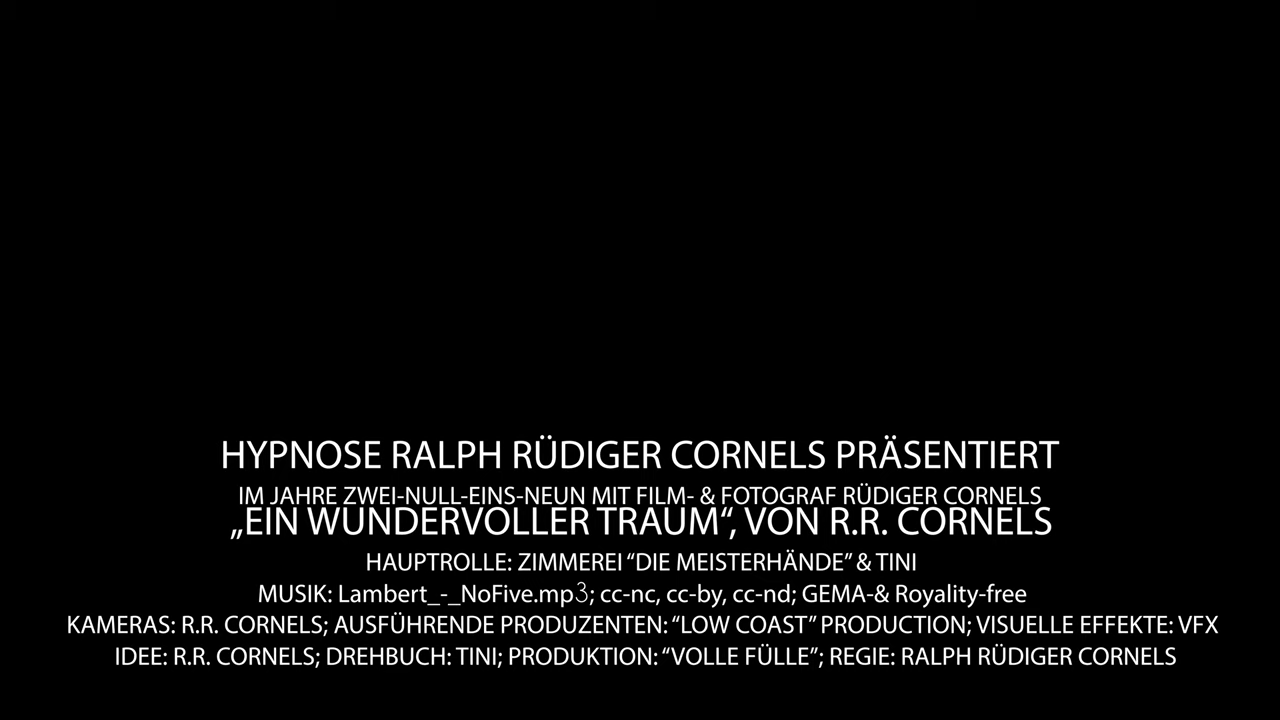 HYPNOSE RALPH RÜDIGER CORNELS PRÄSENTIERT
IM JAHRE ZWEI-NULL-EINS-NEUN MIT FILM- & FOTOGRAF RÜDIGER CORNELS
„EIN WUNDERVOLLER TRAUM“, VON R.R. CORNELS
HAUPTROLLE: ZIMMEREI “DIE MEISTERHÄNDE” & TINI
MUSIK: Lambert_-_NoFive.mp3; cc-nc, cc-by, cc-nd; GEMA-& Royality-free
KAMERAS: R.R. CORNELS; AUSFÜHRENDE PRODUZENTEN: “LOW COAST” PRODUCTION; VISUELLE EFFEKTE: VFX
IDEE: R.R. CORNELS; DREHBUCH: TINI; PRODUKTION: “VOLLE FÜLLE”; REGIE: RALPH RÜDIGER CORNELS